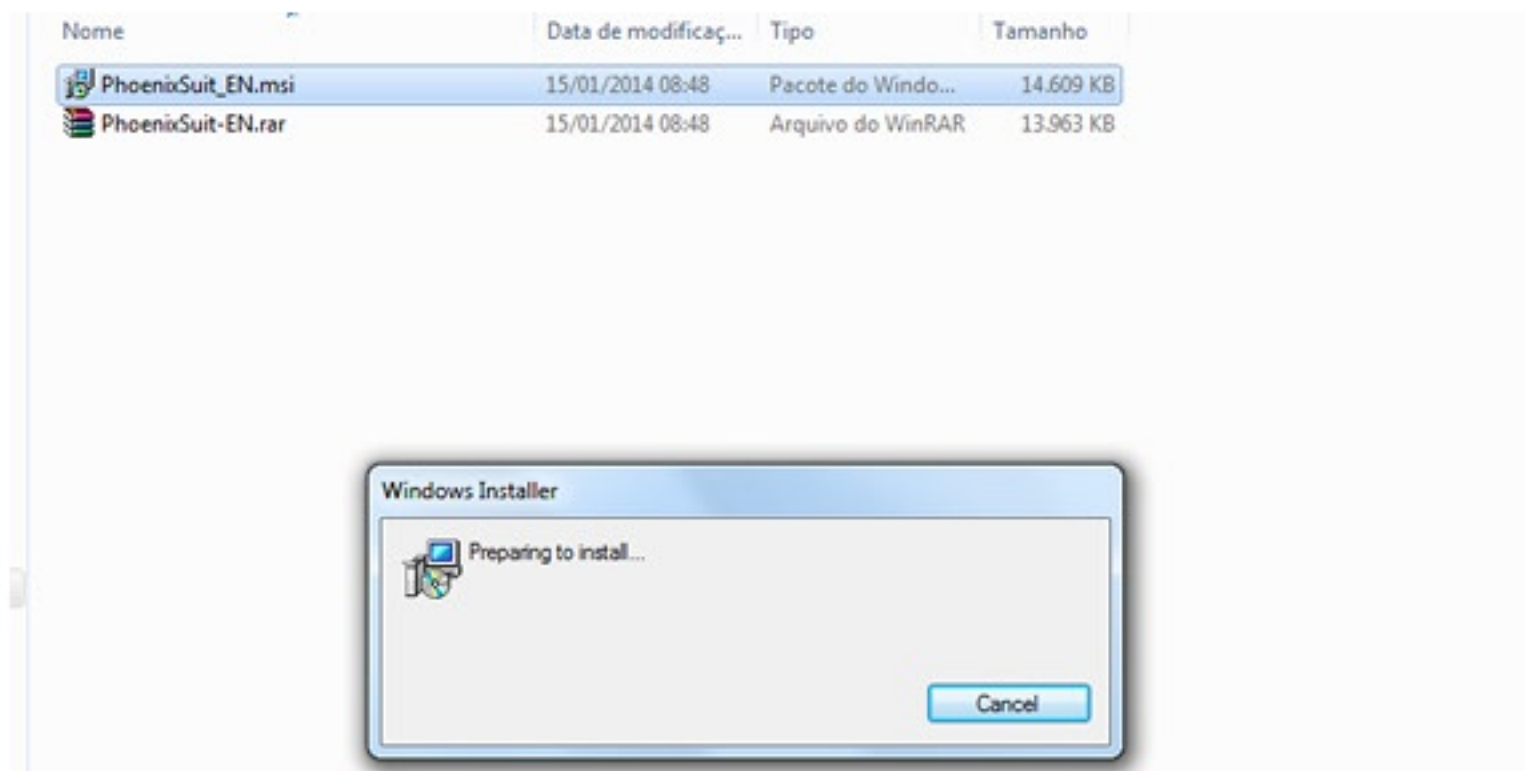 Nome Data de modificaç... Tipo Tamanho
PhoenixSuit_EN.msi 15/01/2014 08:48 Pacote do Windo... 14.609 KB
PhoenixSuit-EN.rar 15/01/2014 08:48 Arquivo do WinRAR 13.963 KB
Windows Installer
Preparing to install...
Cancel